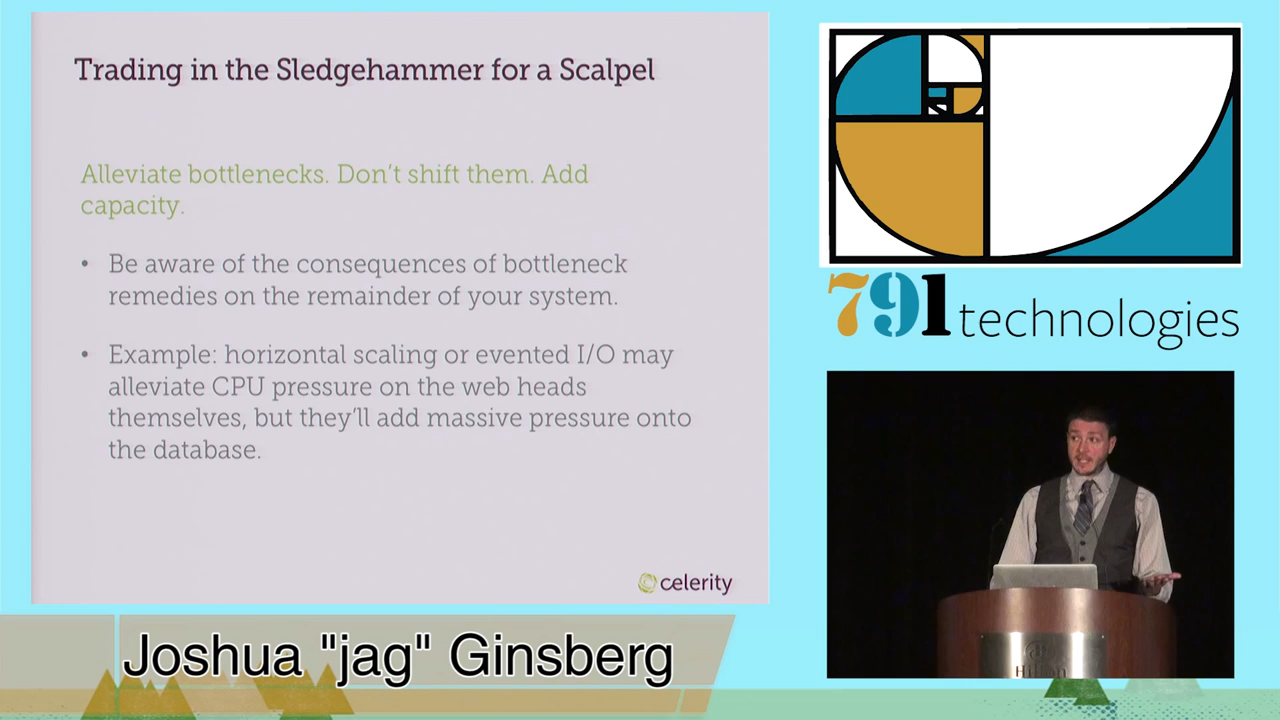 Trading in the Sledgehammer for a Scalpel
Alleviate bottlenecks. Don't shift them. Add
capacity.
• Be aware of the consequences of bottleneck
remedies on the remainder of your system.
• Example: horizontal scaling or evented I/O may
alleviate CPU pressure on the web heads
themselves, but they'll add massive pressure onto
the database.
celerity
791 technologies
Hilton
Joshua "jag" Ginsberg